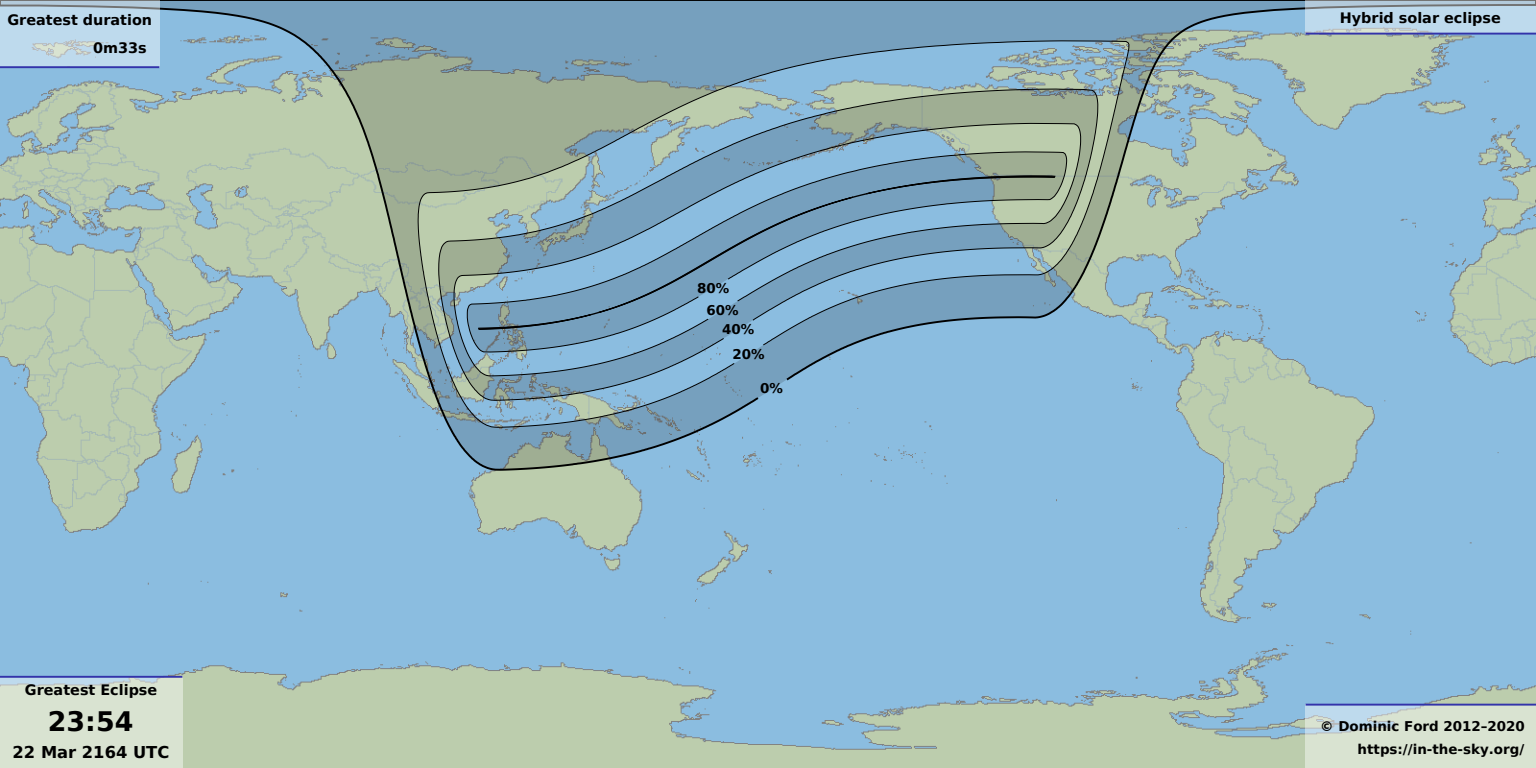 Greatest duration
0m33s
Hybrid solar eclipse
80%
60%
40%
20%
0%
Greatest Eclipse
23:54
22 Mar 2164 UTC
© Dominic Ford 2012–2020
https://in-the-sky.org/